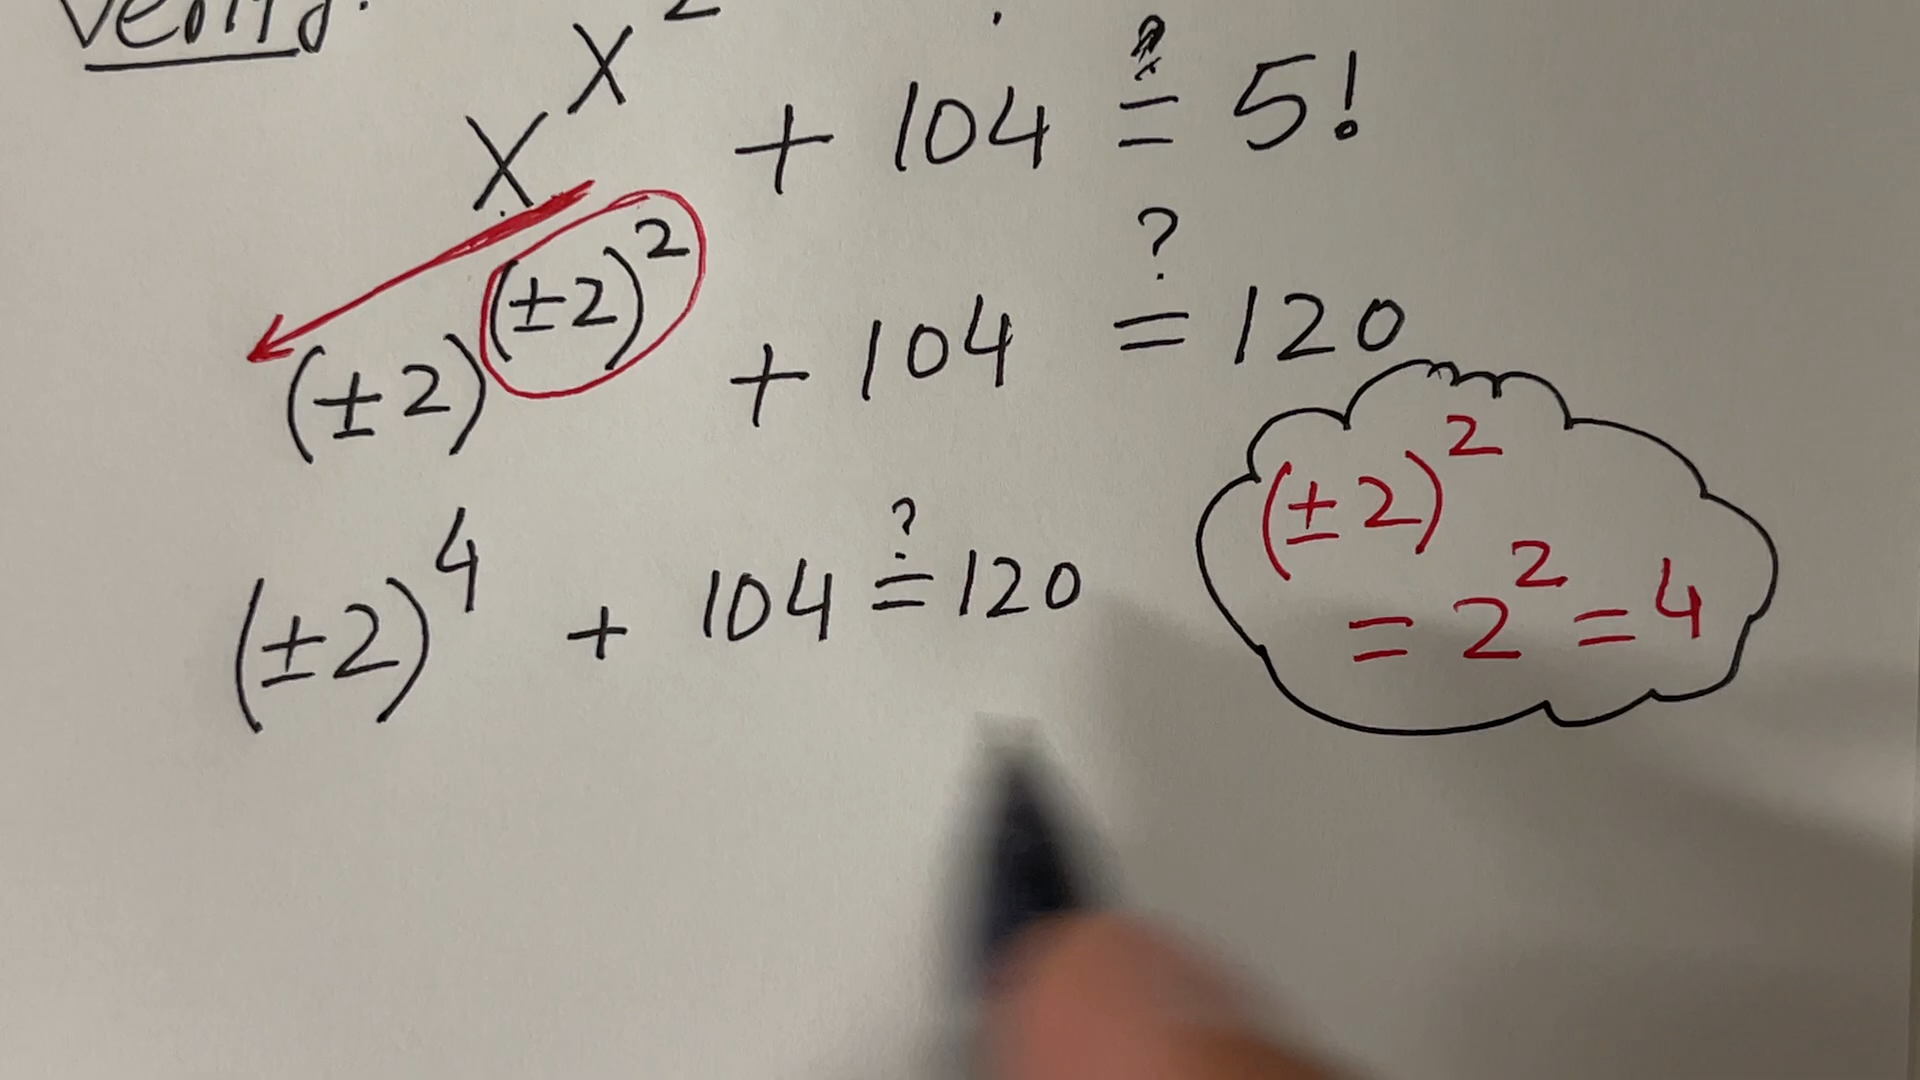 x^x^2 + 104 ≟ 5!
(±2)^(±2)^2 + 104 ≟ 120
(±2)^4 + 104 ≟ 120
(±2)^2
= 2^2 = 4